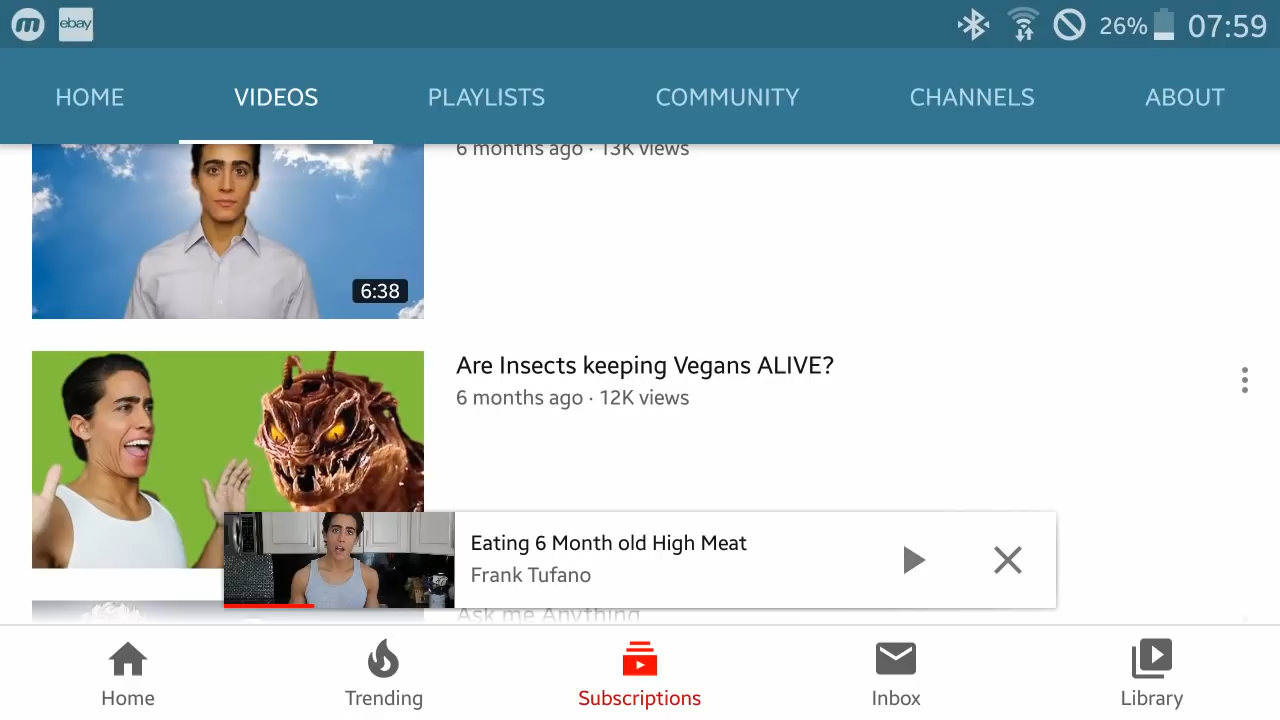 m ebay 26% 07:59
HOME VIDEOS PLAYLISTS COMMUNITY CHANNELS ABOUT
6 months ago · 13K views
6:38
Are Insects keeping Vegans ALIVE?
6 months ago · 12K views
Eating 6 Month old High Meat
Frank Tufano
Ask me Anything
Home Trending Subscriptions Inbox Library